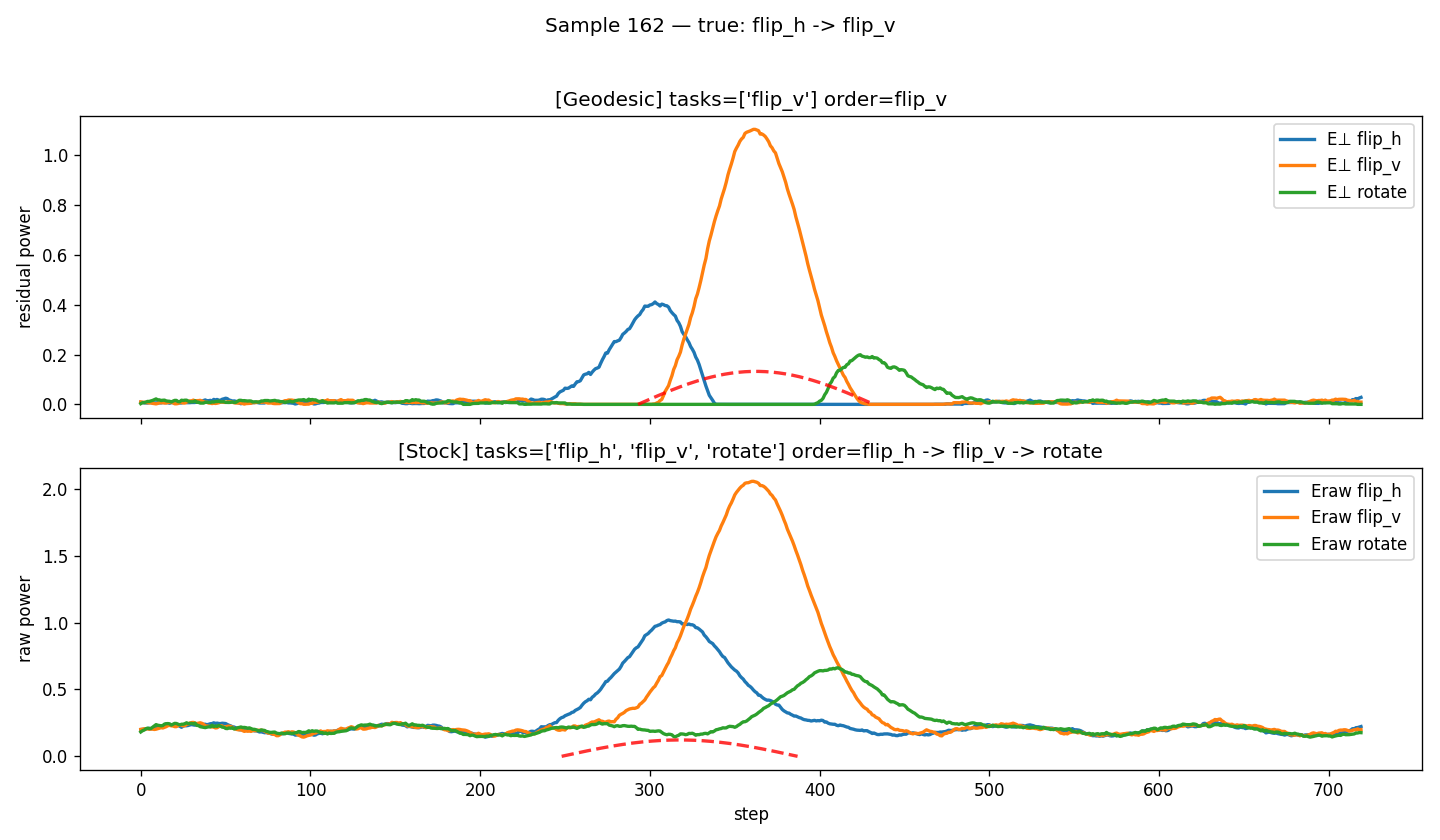 Sample 162 — true: flip_h -> flip_v
[Geodesic] tasks=['flip_v'] order=flip_v
E⊥ flip_h
E⊥ flip_v
E⊥ rotate
residual power
1.0
0.8
0.6
0.4
0.2
0.0
[Stock] tasks=['flip_h', 'flip_v', 'rotate'] order=flip_h -> flip_v -> rotate
Eraw flip_h
Eraw flip_v
Eraw rotate
raw power
2.0
1.5
1.0
0.5
0.0
0 100 200 300 400 500 600 700
step